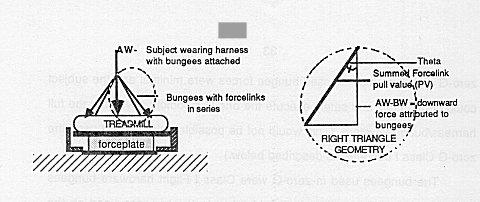 AW- Subject wearing harness
with bungees attached
Bungees with forcelinks
in series
TREADMILL
forceplate
Theta
Summed Forcelink
pull value (PV)
AW-BW = downward
force attributed to
bungees
RIGHT TRIANGLE
GEOMETRY